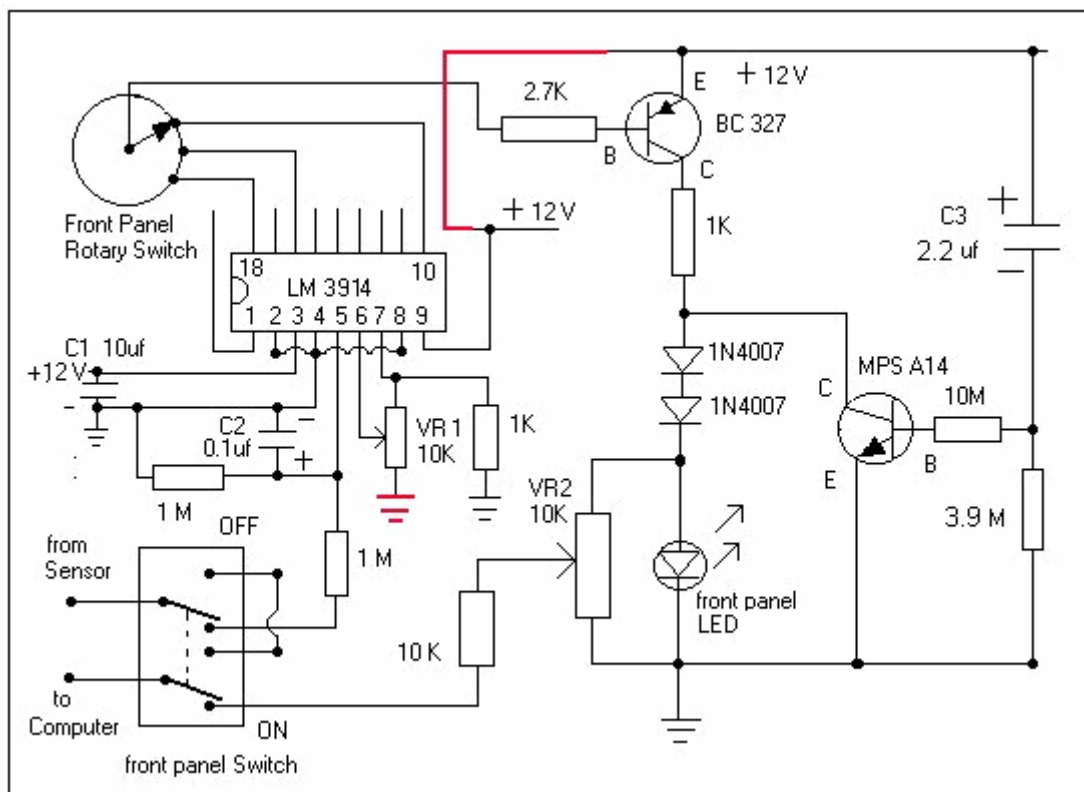 + 12 V
E
2.7K
BC 327
B
C
Front Panel
Rotary Switch
+ 12 V
1K
C3
+
2.2 uf
−
18
10
LM 3914
1 2 3 4 5 6 7 8 9
C1 10uf
+12 V
-
1N4007
MPS A14
1N4007
C
10M
C2
−
0.1uf
+
VR 1
10K
1K
E
B
1 M
VR2
10K
3.9 M
OFF
from
Sensor
1 M
front panel
LED
10 K
to
Computer
ON
front panel Switch